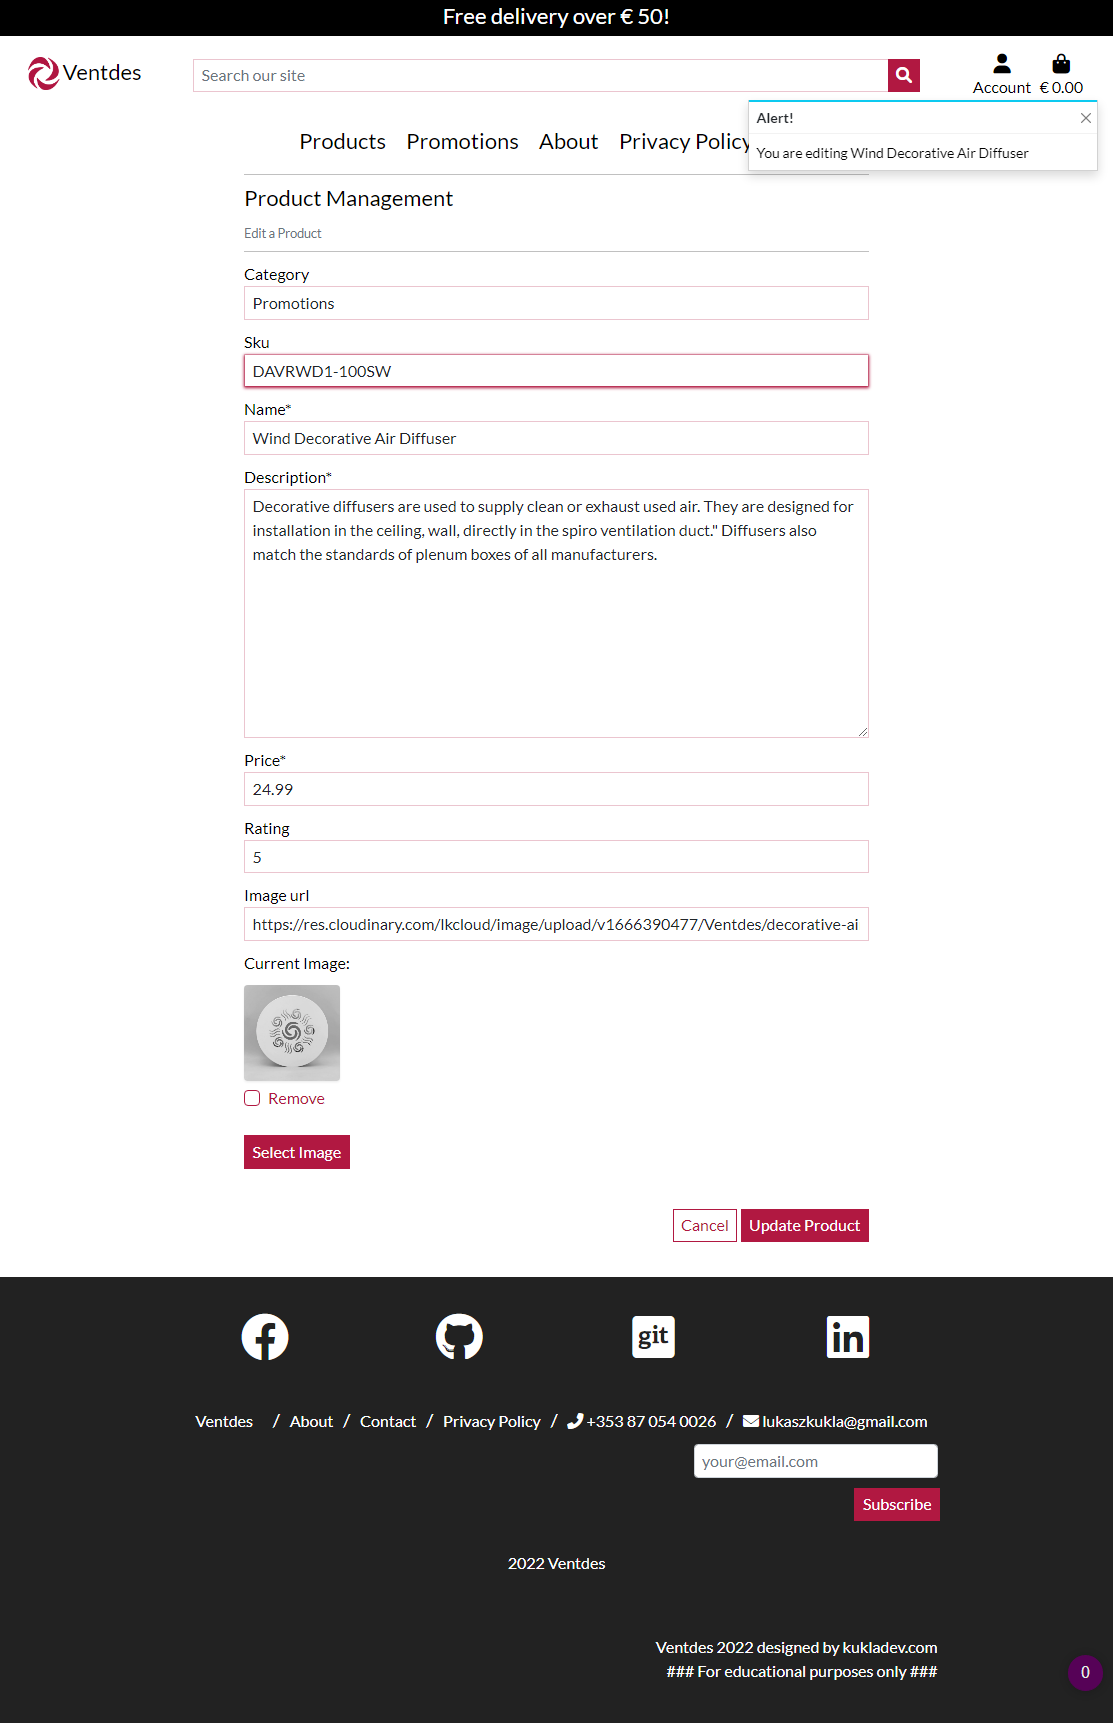 Free delivery over € 50!
Ventdes
Search our site
Account
€ 0.00
Products
Promotions
About
Privacy Policy
Alert!
You are editing Wind Decorative Air Diffuser
Product Management
Edit a Product
Category
Promotions
Sku
DAVRWD1-100SW
Name*
Wind Decorative Air Diffuser
Description*
Decorative diffusers are used to supply clean or exhaust used air. They are designed for
installation in the ceiling, wall, directly in the spiro ventilation duct." Diffusers also
match the standards of plenum boxes of all manufacturers.
Price*
24.99
Rating
5
Image url
https://res.cloudinary.com/lkcloud/image/upload/v1666390477/Ventdes/decorative-ai
Current Image:
Remove
Select Image
Cancel
Update Product
git
in
Ventdes / About / Contact / Privacy Policy / +353 87 054 0026 / lukaszkukla@gmail.com
your@email.com
Subscribe
2022 Ventdes
Ventdes 2022 designed by kukladev.com
### For educational purposes only ###
0